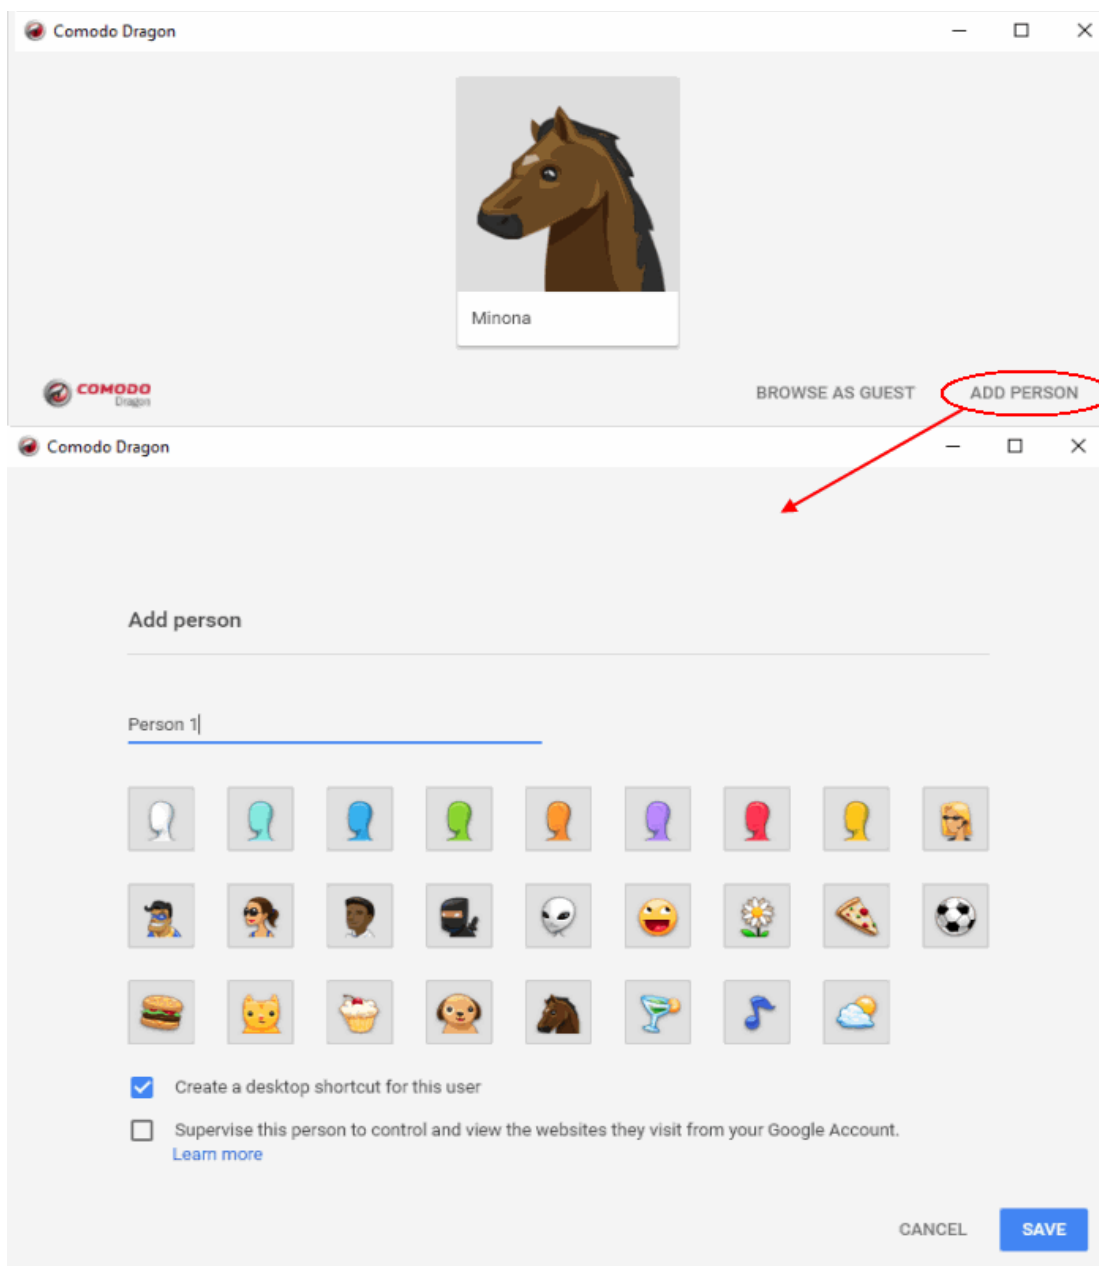 Comodo Dragon
Minona
COMODO
Dragon
BROWSE AS GUEST
ADD PERSON
Comodo Dragon
Add person
Person 1
Create a desktop shortcut for this user
Supervise this person to control and view the websites they visit from your Google Account.
Learn more
CANCEL
SAVE